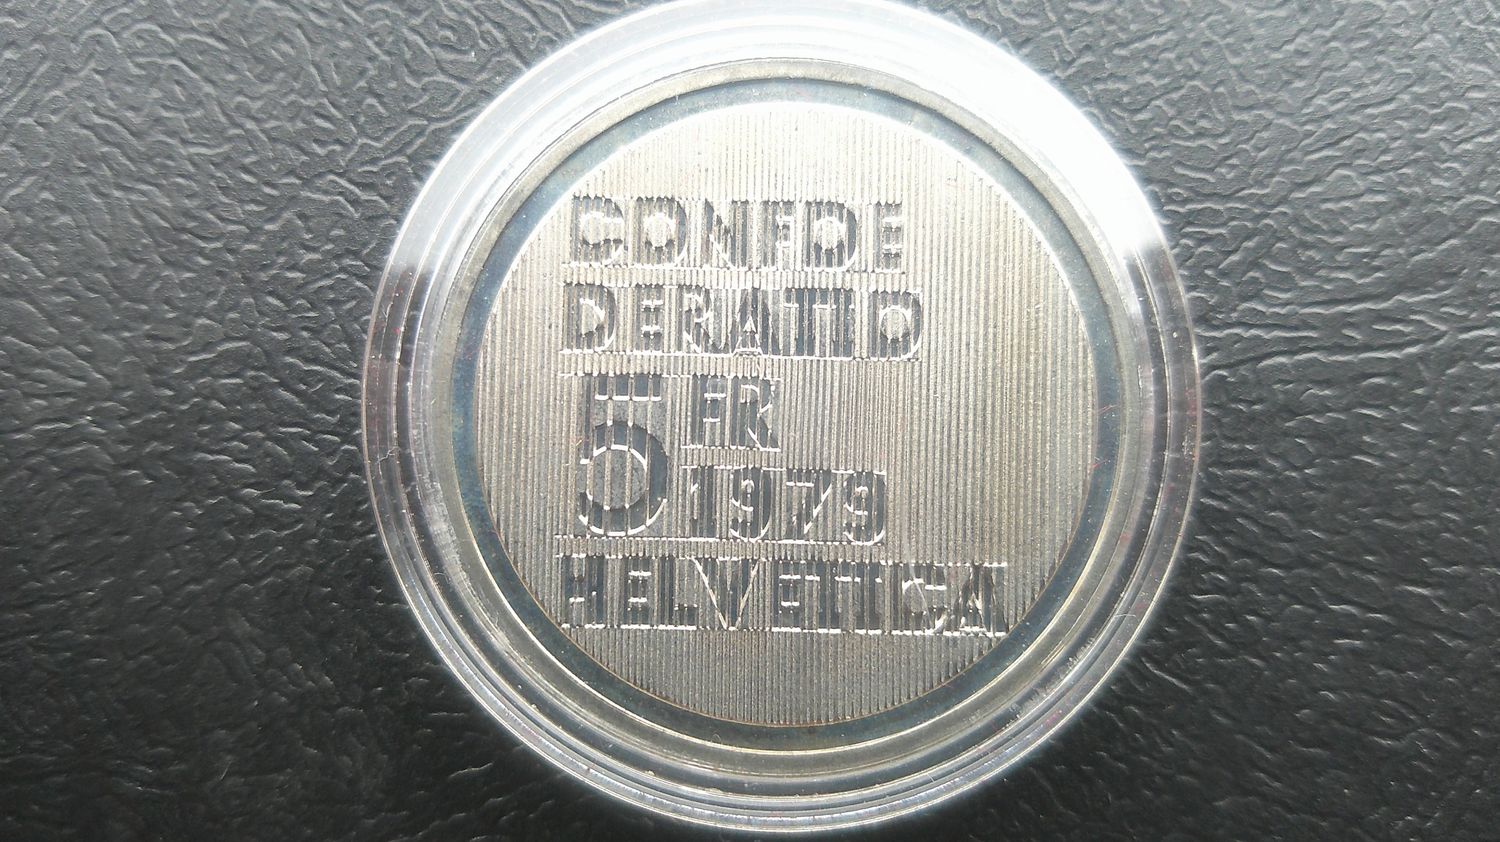 CONFOE
DERATIO
5 FR
1979
HELVETICA